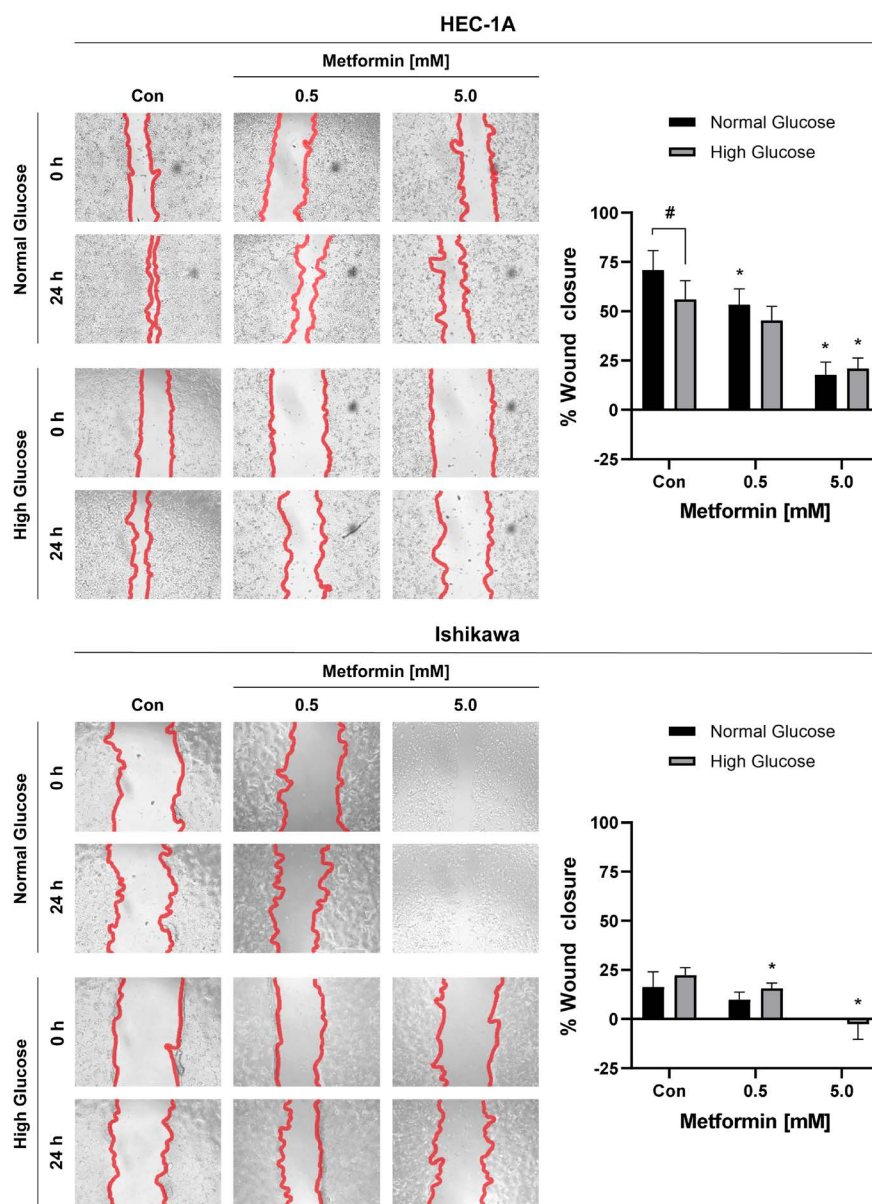 HEC-1A
Metformin [mM]
Con 0.5 5.0
Normal Glucose
0 h
24 h
High Glucose
0 h
24 h
Normal Glucose
High Glucose
% Wound closure
100
75
50
25
0
-25
#
*
* *
Con 0.5 5.0
Metformin [mM]
Ishikawa
Metformin [mM]
Con 0.5 5.0
Normal Glucose
0 h
24 h
High Glucose
0 h
24 h
Normal Glucose
High Glucose
% Wound closure
100
75
50
25
0
-25
*
*
Con 0.5 5.0
Metformin [mM]